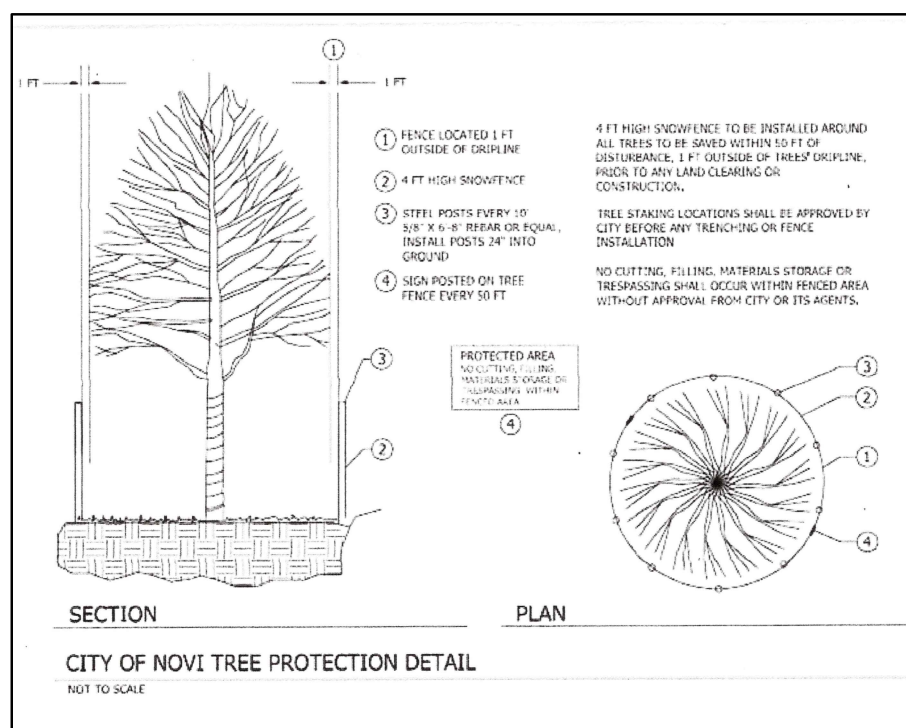 1
1 FT
1 FT
1 FENCE LOCATED 1 FT
OUTSIDE OF DRIPLINE
2 4 FT HIGH SNOWFENCE
3 STEEL POSTS EVERY 10'
5/8" X 6'-8" REBAR OR EQUAL,
INSTALL POSTS 24" INTO
GROUND
4 SIGN POSTED ON TREE
FENCE EVERY 50 FT
4 FT HIGH SNOWFENCE TO BE INSTALLED AROUND
ALL TREES TO BE SAVED WITHIN 50 FT OF
DISTURBANCE, 1 FT OUTSIDE OF TREES' DRIPLINE,
PRIOR TO ANY LAND CLEARING OR
CONSTRUCTION.
TREE STAKING LOCATIONS SHALL BE APPROVED BY
CITY BEFORE ANY TRENCHING OR FENCE
INSTALLATION
NO CUTTING, FILLING, MATERIALS STORAGE OR
TRESPASSING SHALL OCCUR WITHIN FENCED AREA
WITHOUT APPROVAL FROM CITY OR ITS AGENTS.
PROTECTED AREA
NO CUTTING, FILLING,
MATERIALS STORAGE OR
TRESPASSING WITHIN
FENCED AREA
4
3
2
3
2
1
4
SECTION
PLAN
CITY OF NOVI TREE PROTECTION DETAIL
NOT TO SCALE